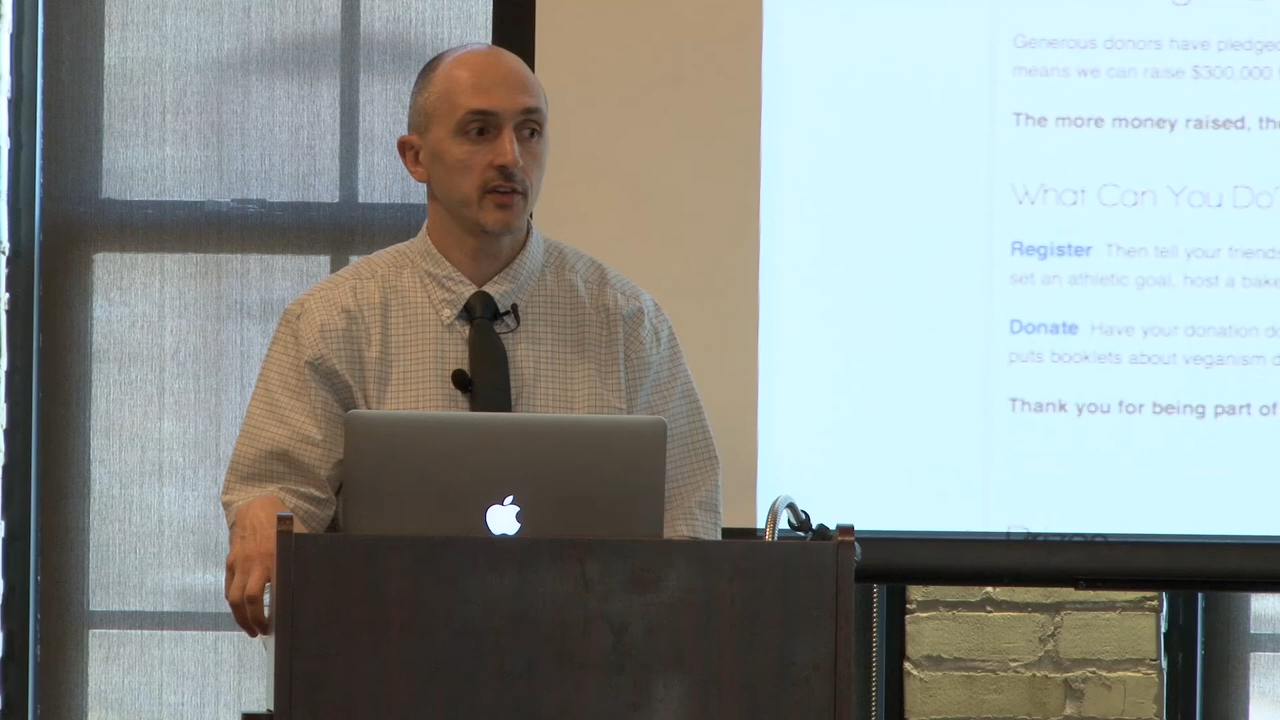 Generous donors have pledged
means we can raise $300,000
The more money raised, the
What Can You Do?
Register Then tell your friends
set an athletic goal, host a bake
Donate Have your donation do
puts booklets about veganism
Thank you for being part of